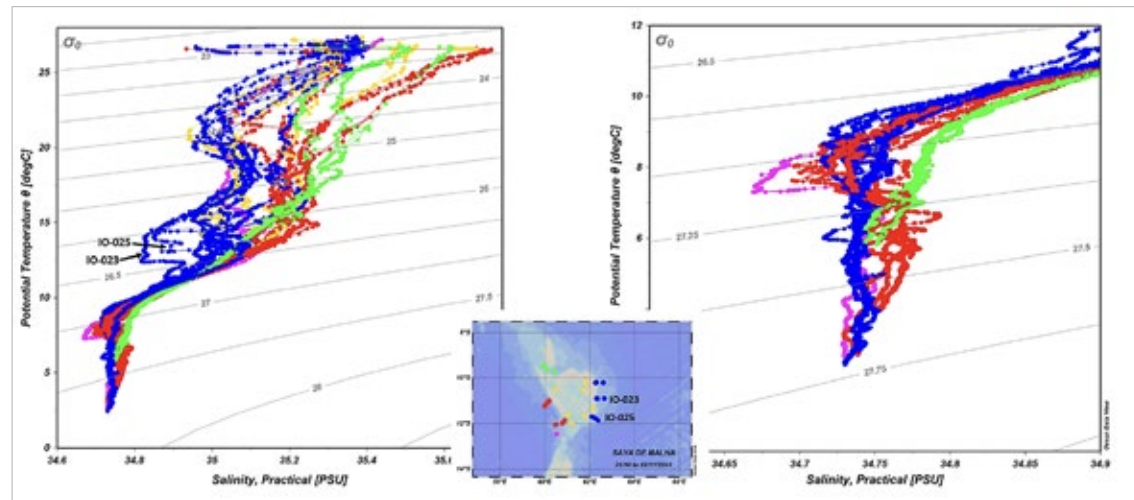 σ₀
25
20
15
10
5
0
Potential Temperature θ [degC]
23
24
25
26
26.5
27
27.5
28
IO-025
IO-023
34.6
34.8
35
35.2
35.4
Salinity, Practical [PSU]
IO-023
IO-025
SAYA DE MALHA
σ₀
12
10
8
6
Potential Temperature θ [degC]
26.5
27
27.25
27.5
27.75
34.65
34.7
34.75
34.8
34.85
34.9
Salinity, Practical [PSU]
Ocean Data View